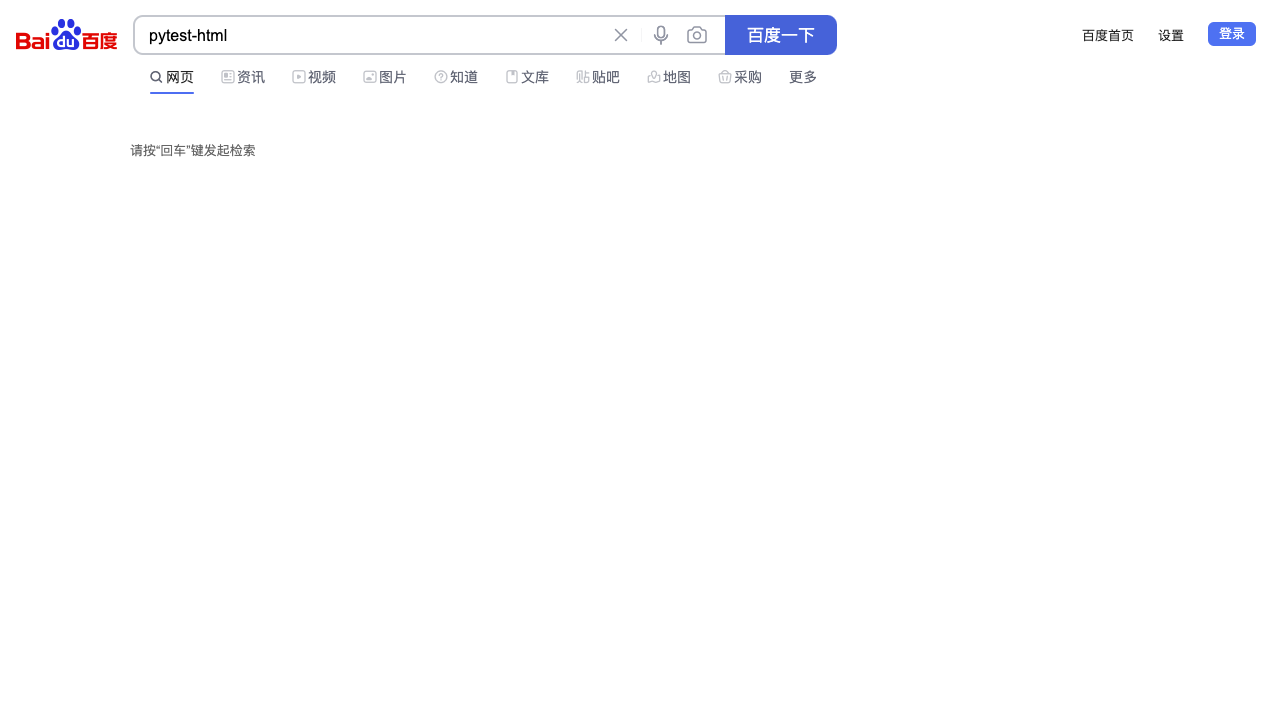 Bai du 百度 pytest-html 百度一下 百度首页 设置 登录
网页 资讯 视频 图片 知道 文库 贴吧 地图 采购 更多
请按“回车”键发起检索